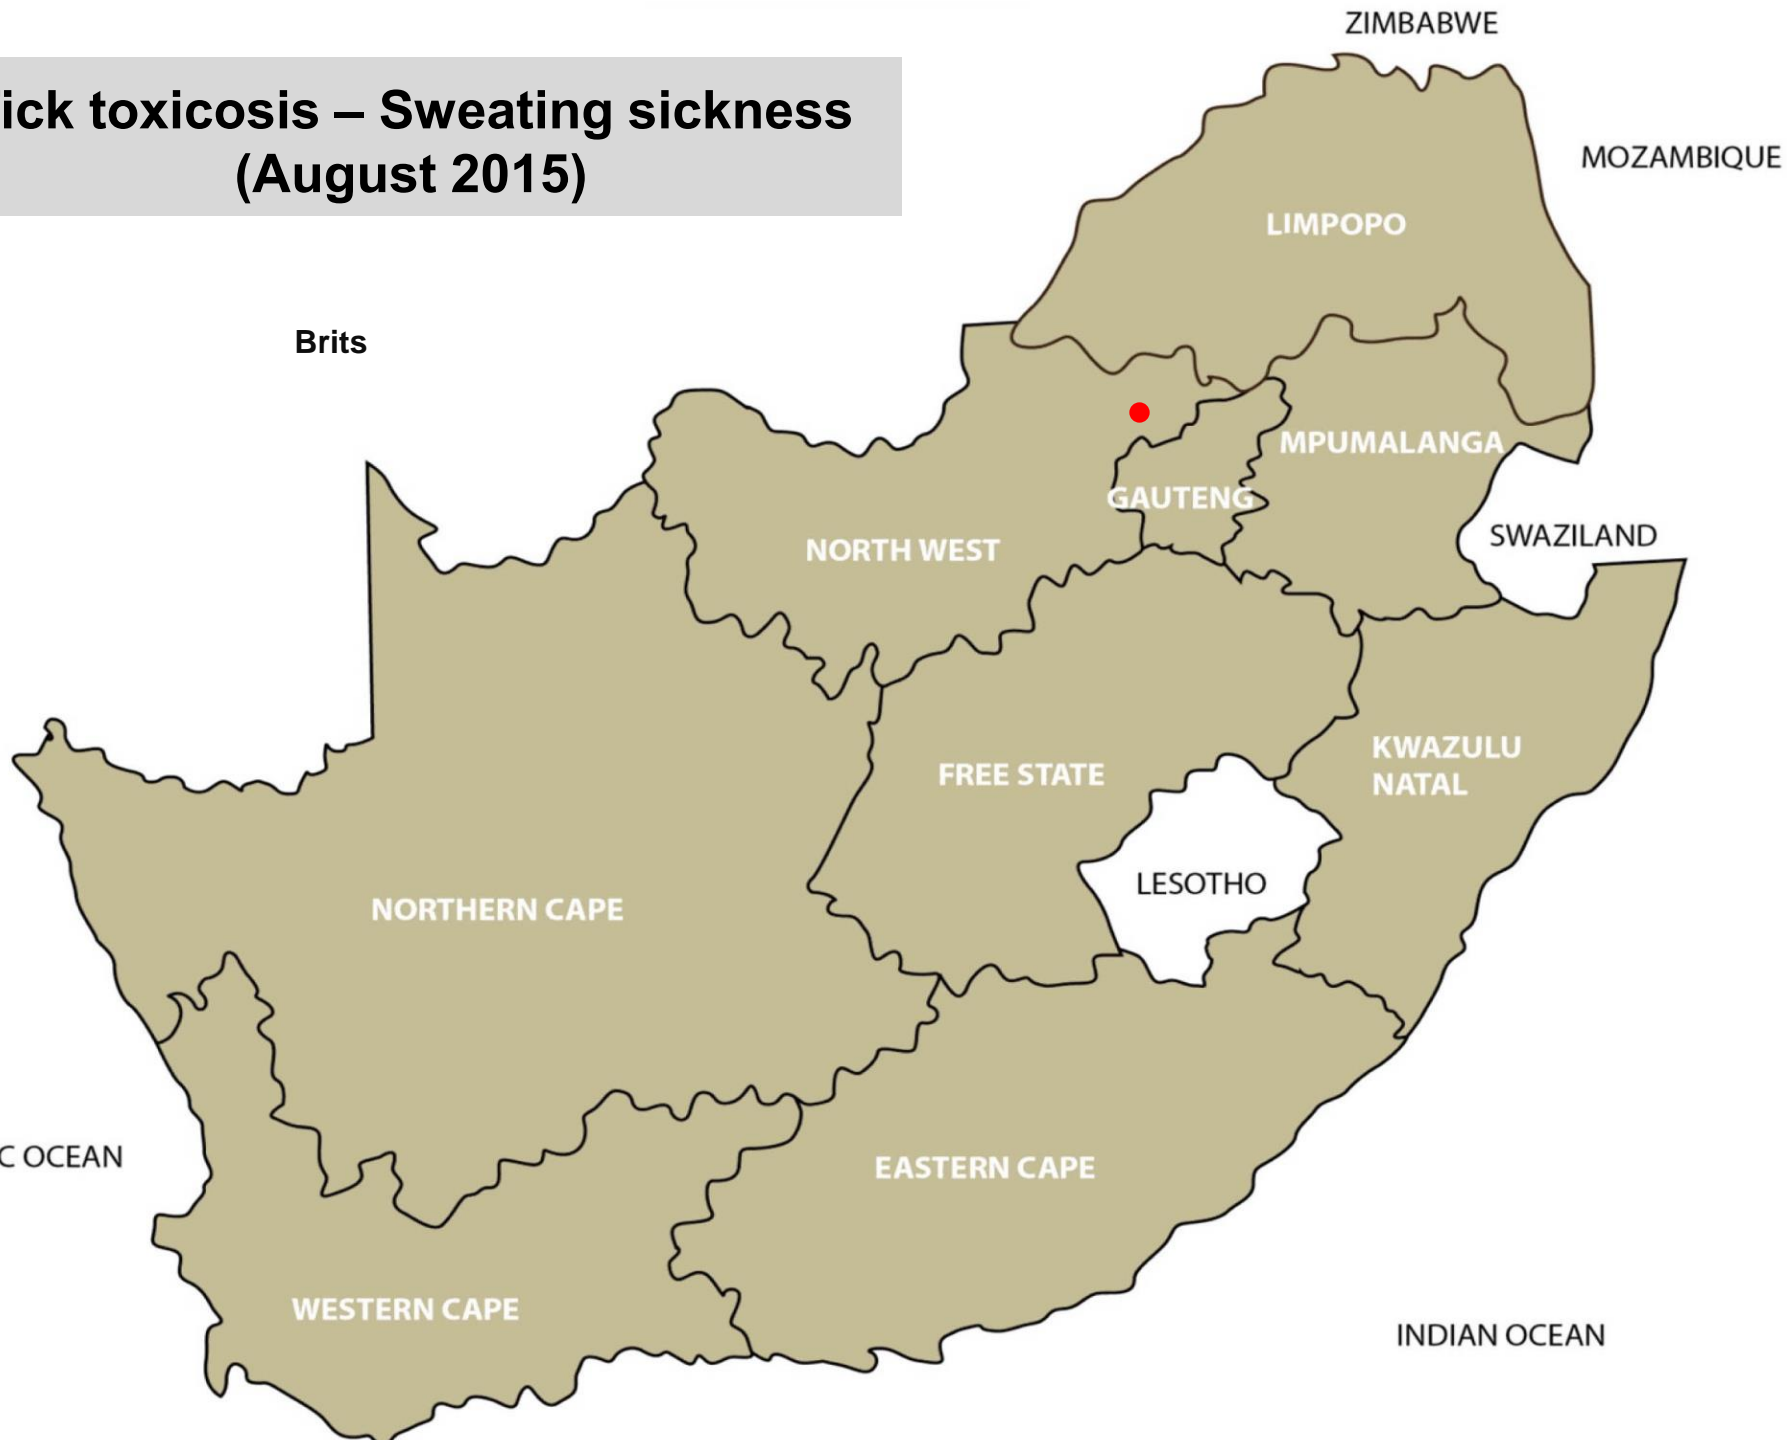 ick toxicosis – Sweating sickness
(August 2015)
Brits
ZIMBABWE
MOZAMBIQUE
LIMPOPO
MPUMALANGA
GAUTENG
NORTH WEST
SWAZILAND
KWAZULU
NATAL
FREE STATE
LESOTHO
NORTHERN CAPE
C OCEAN
EASTERN CAPE
WESTERN CAPE
INDIAN OCEAN